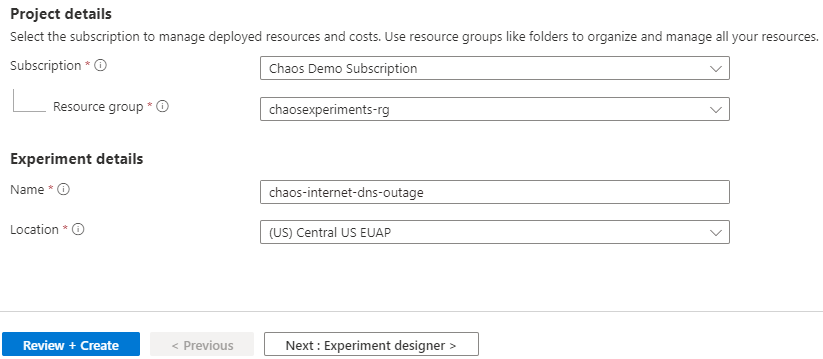 Project details
Select the subscription to manage deployed resources and costs. Use resource groups like folders to organize and manage all your resources.
Subscription * Chaos Demo Subscription
Resource group * chaosexperiments-rg
Experiment details
Name * chaos-internet-dns-outage
Location * (US) Central US EUAP
Review + Create < Previous Next : Experiment designer >